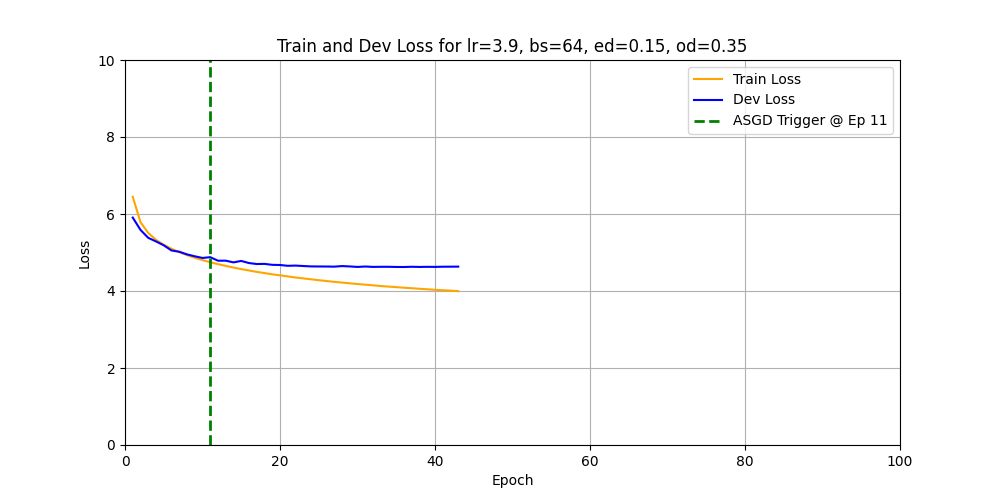 Train and Dev Loss for lr=3.9, bs=64, ed=0.15, od=0.35
Train Loss
Dev Loss
ASGD Trigger @ Ep 11
Loss
10
8
6
4
2
0
0 20 40 60 80 100
Epoch